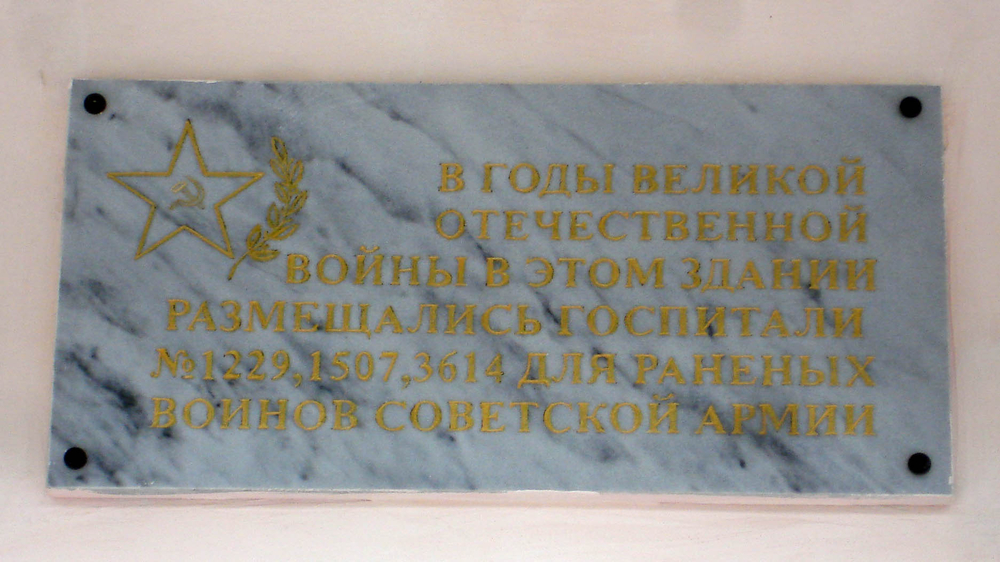 В ГОДЫ ВЕЛИКОЙ
ОТЕЧЕСТВЕННОЙ
ВОЙНЫ В ЭТОМ ЗДАНИИ
РАЗМЕЩАЛИСЬ ГОСПИТАЛИ
№1229,1507,3614 ДЛЯ РАНЕНЫХ
ВОИНОВ СОВЕТСКОЙ АРМИИ